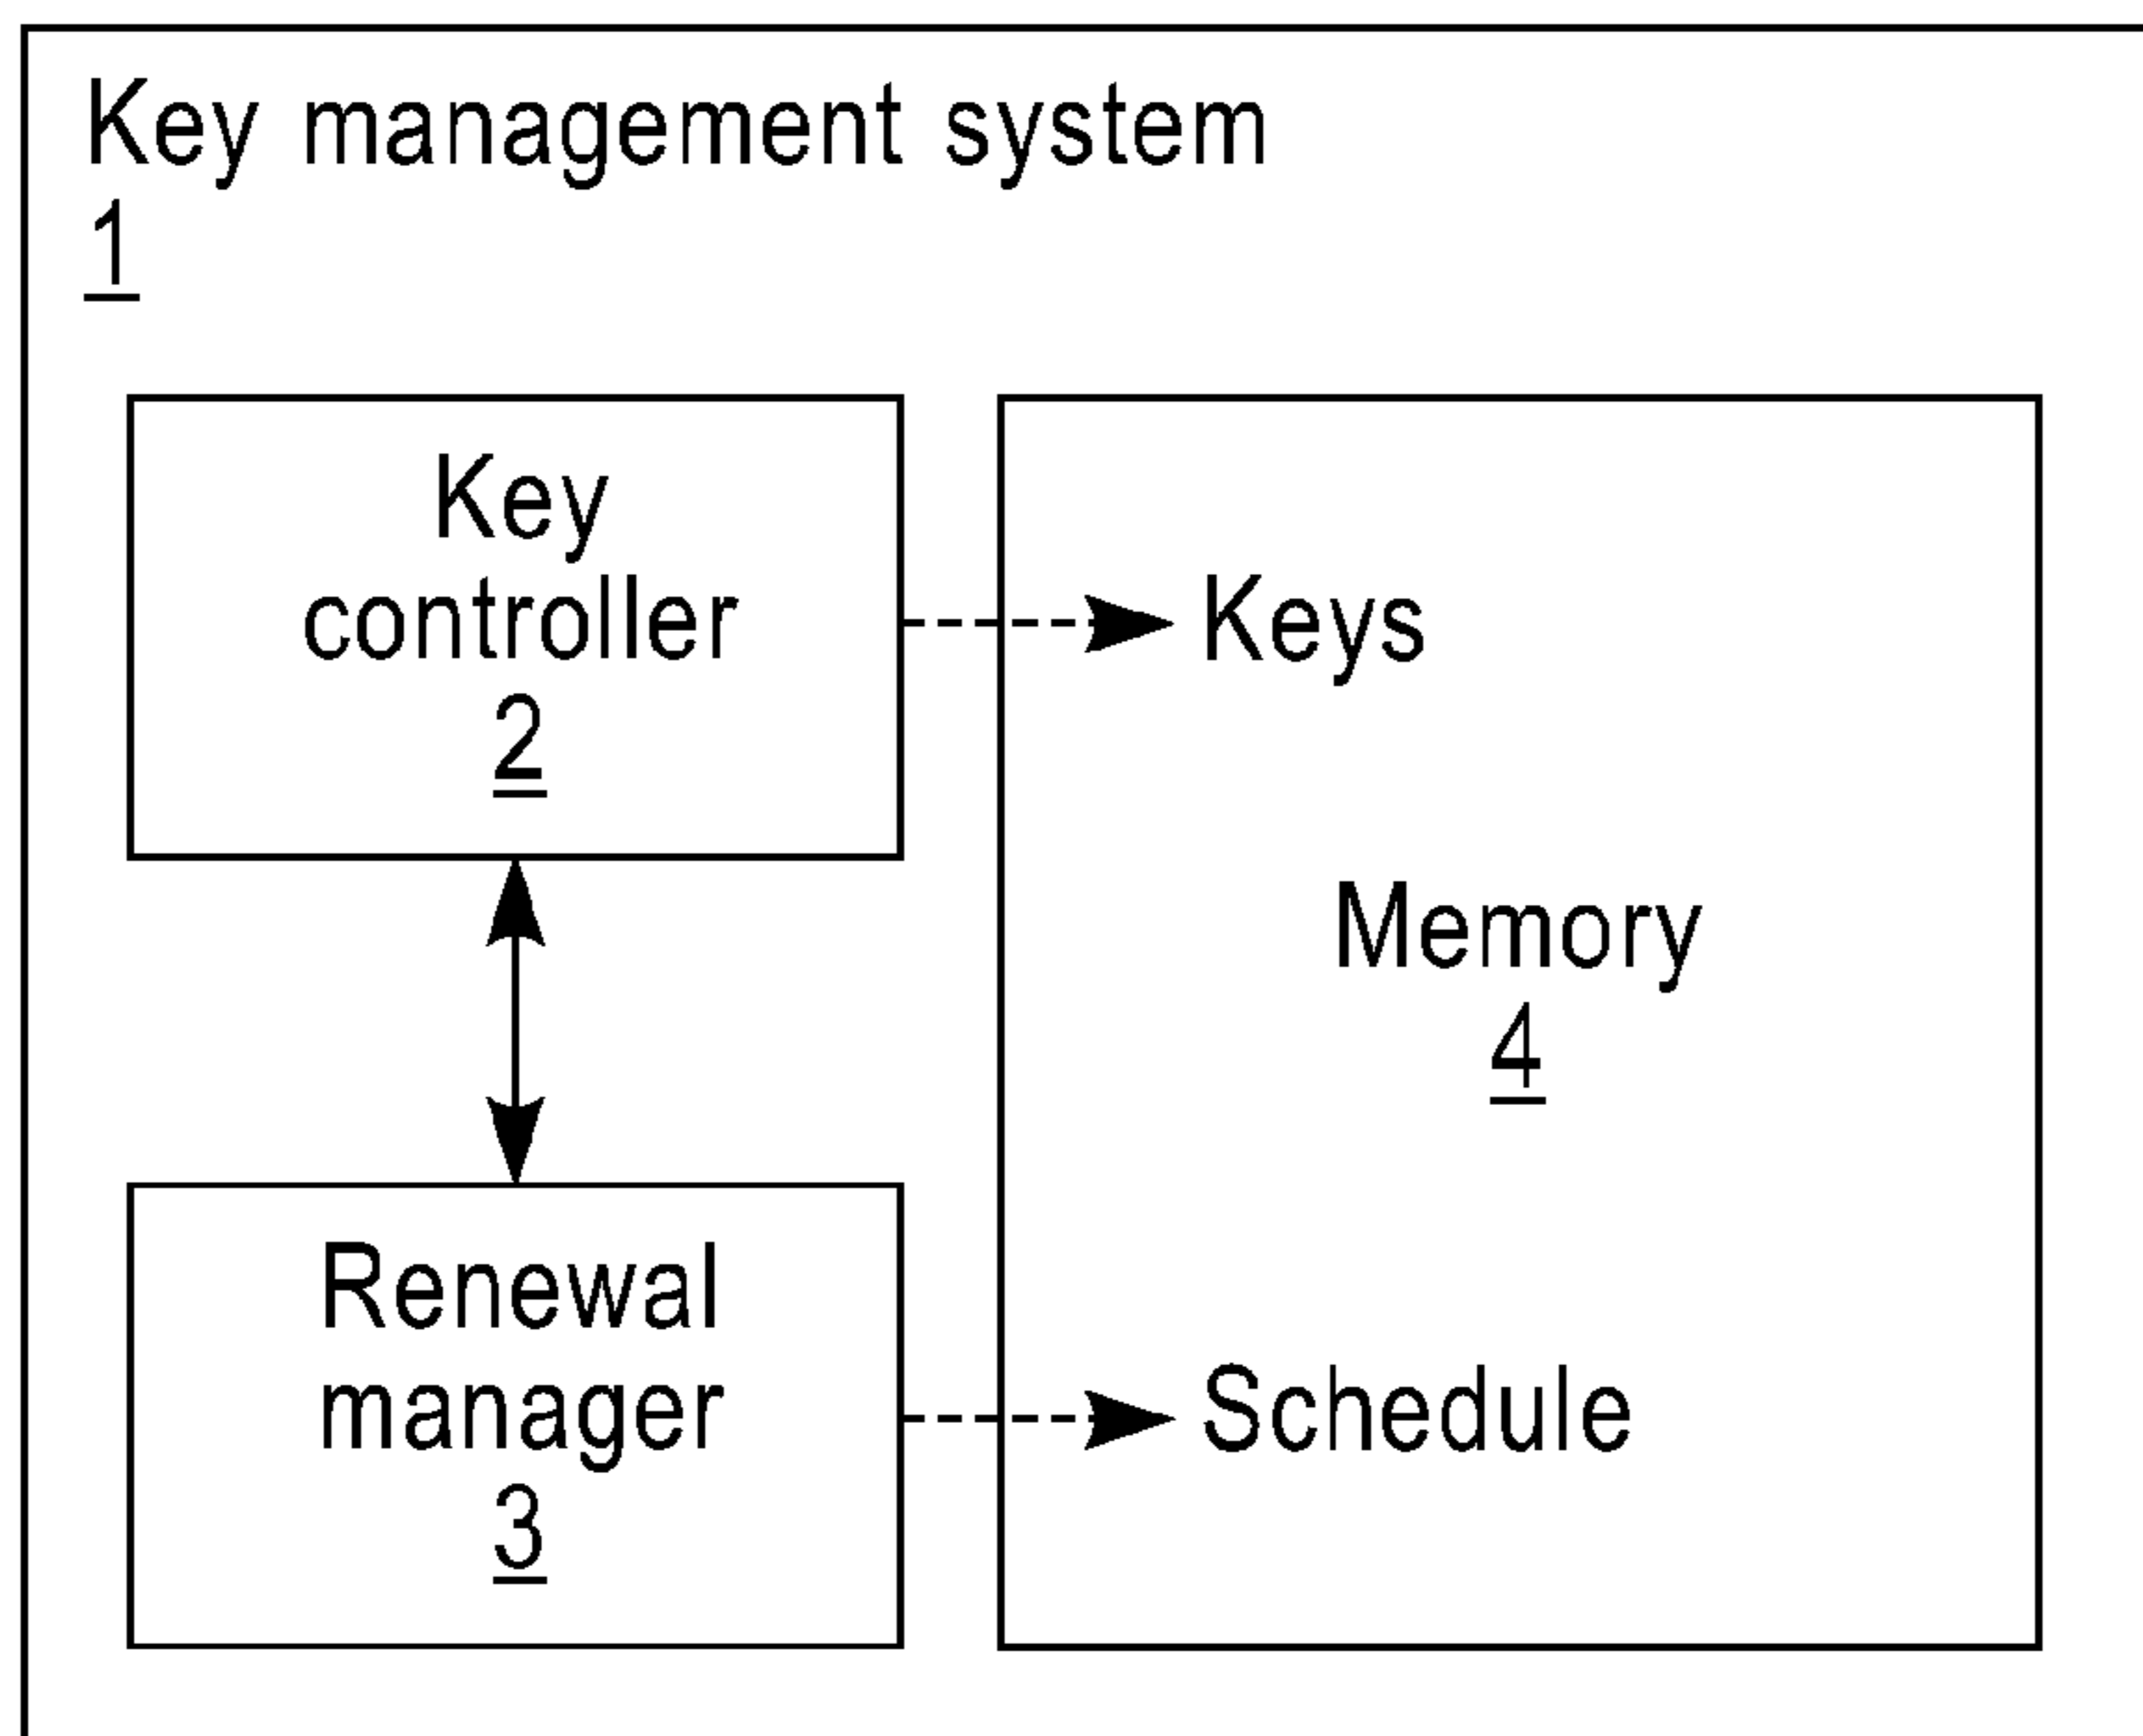 Key management system
1
Key
controller
2
Keys
Memory
4
Renewal
manager
3
Schedule